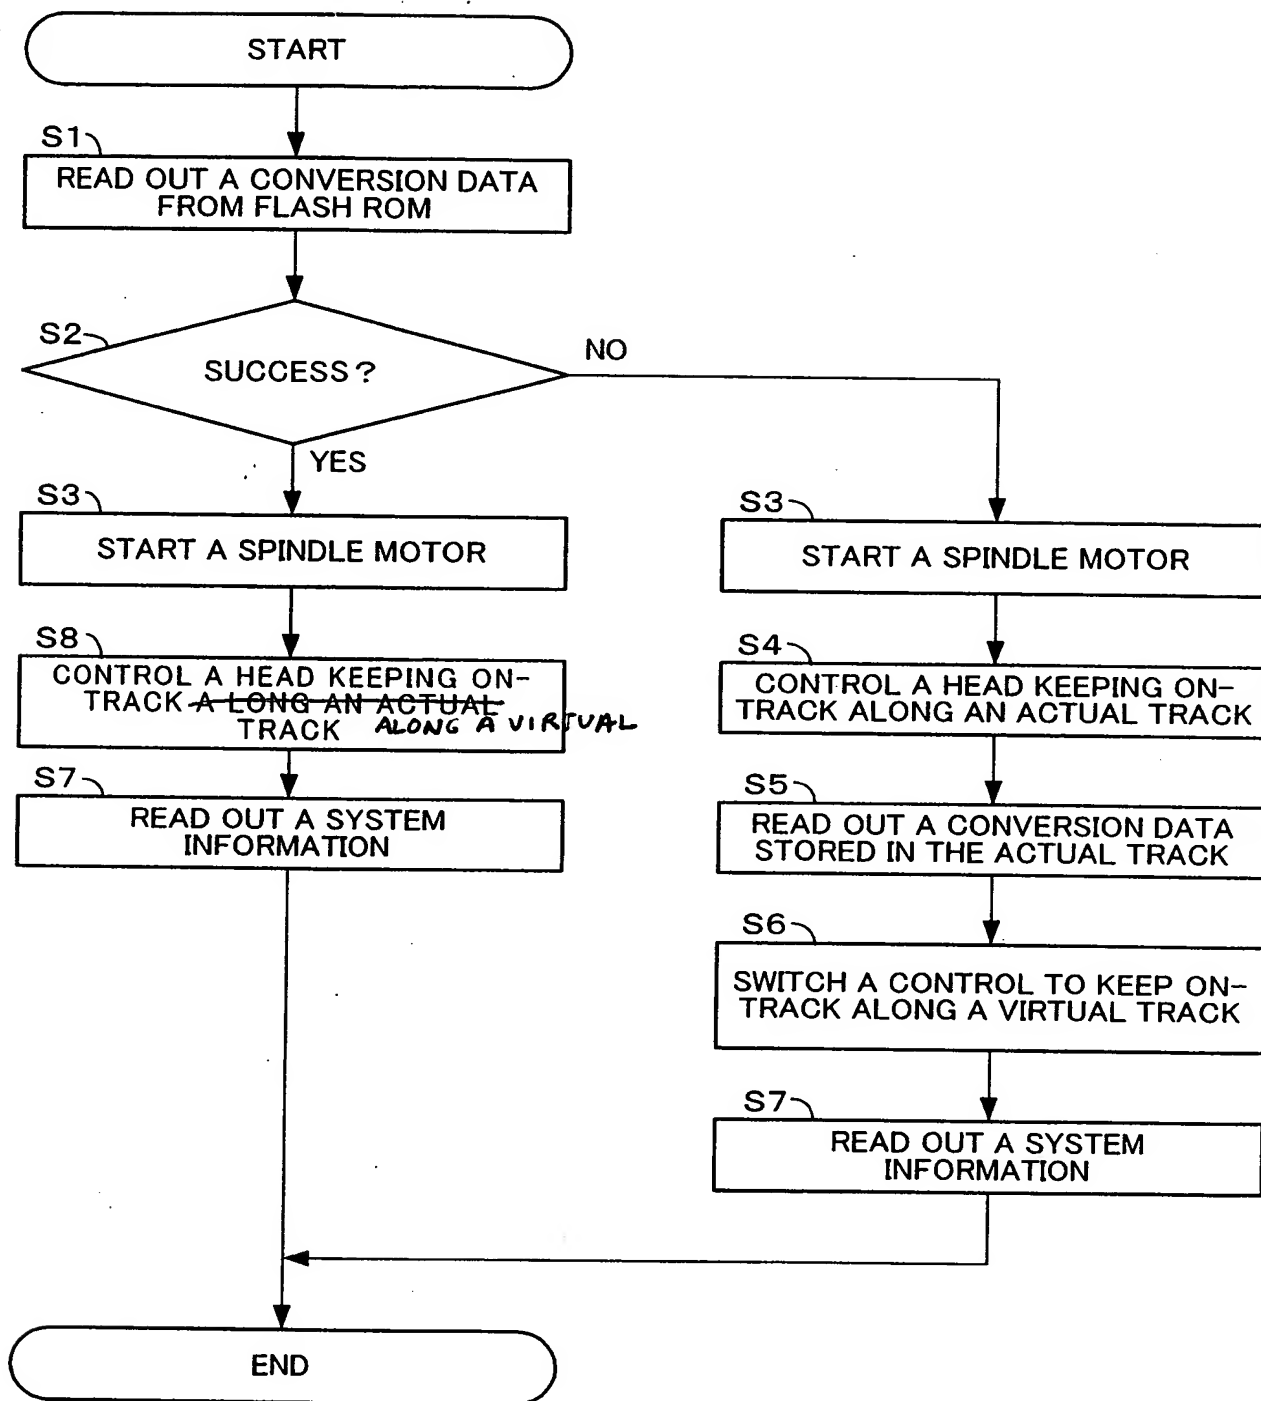 START
S1
READ OUT A CONVERSION DATA
FROM FLASH ROM
S2
SUCCESS?
NO
YES
S3
START A SPINDLE MOTOR
S8
CONTROL A HEAD KEEPING ON-
TRACK A LONG AN ACTUAL
TRACK ALONG A VIRTUAL
S7
READ OUT A SYSTEM
INFORMATION
S3
START A SPINDLE MOTOR
S4
CONTROL A HEAD KEEPING ON-
TRACK ALONG AN ACTUAL TRACK
S5
READ OUT A CONVERSION DATA
STORED IN THE ACTUAL TRACK
S6
SWITCH A CONTROL TO KEEP ON-
TRACK ALONG A VIRTUAL TRACK
S7
READ OUT A SYSTEM
INFORMATION
END